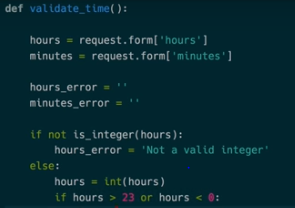 def validate_time():
hours = request.form['hours']
minutes = request.form['minutes']
hours_error = ''
minutes_error = ''
if not is_integer(hours):
hours_error = 'Not a valid integer'
else:
hours = int(hours)
if hours > 23 or hours < 0: